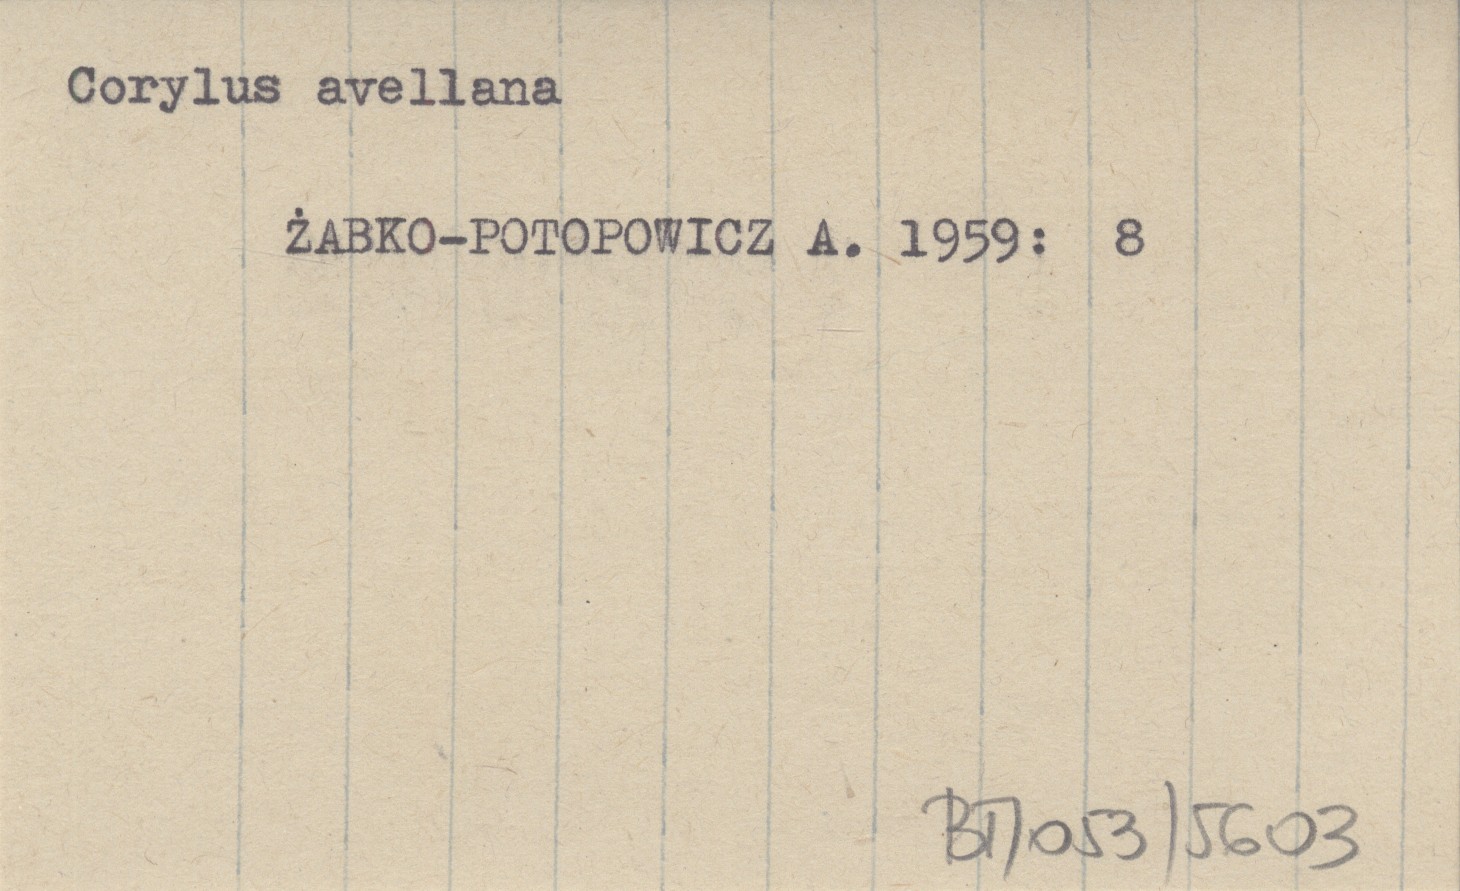 Corylus avellana
ŻABKO-POTOPOWICZ A. 1959: 8
BT/053/5603